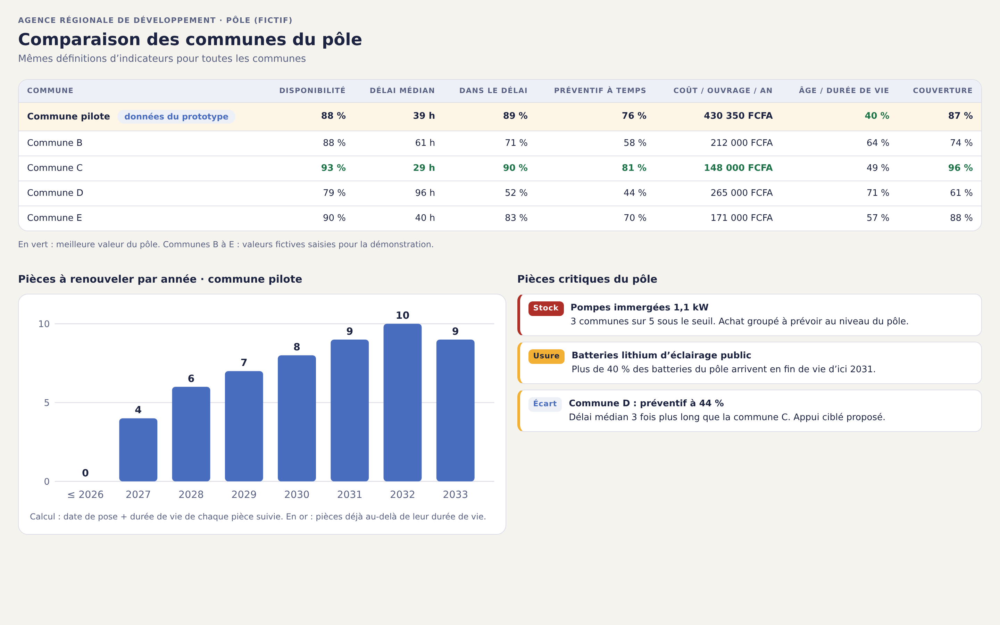 AGENCE RÉGIONALE DE DÉVELOPPEMENT · PÔLE (FICTIF)
Comparaison des communes du pôle
Mêmes définitions d’indicateurs pour toutes les communes
COMMUNE DISPONIBILITÉ DÉLAI MÉDIAN DANS LE DÉLAI PRÉVENTIF À TEMPS COÛT / OUVRAGE / AN ÂGE / DURÉE DE VIE COUVERTURE
Commune pilote données du prototype 88 % 39 h 89 % 76 % 430 350 FCFA 40 % 87 %
Commune B 88 % 61 h 71 % 58 % 212 000 FCFA 64 % 74 %
Commune C 93 % 29 h 90 % 81 % 148 000 FCFA 49 % 96 %
Commune D 79 % 96 h 52 % 44 % 265 000 FCFA 71 % 61 %
Commune E 90 % 40 h 83 % 70 % 171 000 FCFA 57 % 88 %
En vert : meilleure valeur du pôle. Communes B à E : valeurs fictives saisies pour la démonstration.
Pièces à renouveler par année · commune pilote
10
5
0
0
4
6
7
8
9
10
9
≤ 2026 2027 2028 2029 2030 2031 2032 2033
Calcul : date de pose + durée de vie de chaque pièce suivie. En or : pièces déjà au-delà de leur durée de vie.
Pièces critiques du pôle
Stock Pompes immergées 1,1 kW
3 communes sur 5 sous le seuil. Achat groupé à prévoir au niveau du pôle.
Usure Batteries lithium d’éclairage public
Plus de 40 % des batteries du pôle arrivent en fin de vie d’ici 2031.
Écart Commune D : préventif à 44 %
Délai médian 3 fois plus long que la commune C. Appui ciblé proposé.